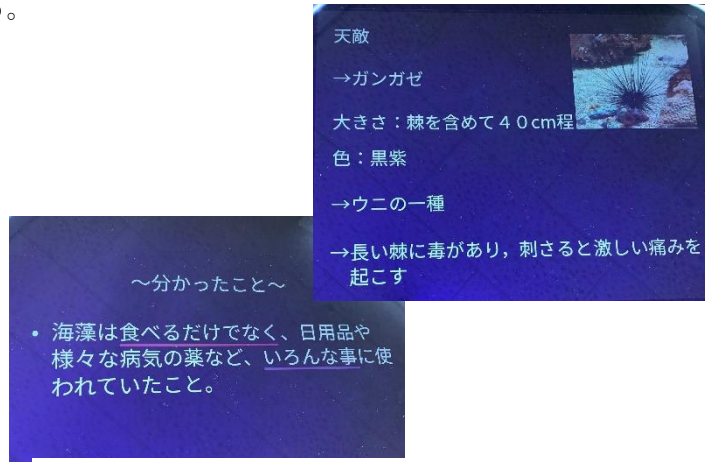 。
天敵
→ガンガゼ
大きさ：棘を含めて４０cm程
色：黒紫
→ウニの一種
→長い棘に毒があり，刺さると激しい痛みを
起こす
～分かったこと～
• 海藻は食べるだけでなく、日用品や
様々な病気の薬など、いろんな事に使
われていたこと。